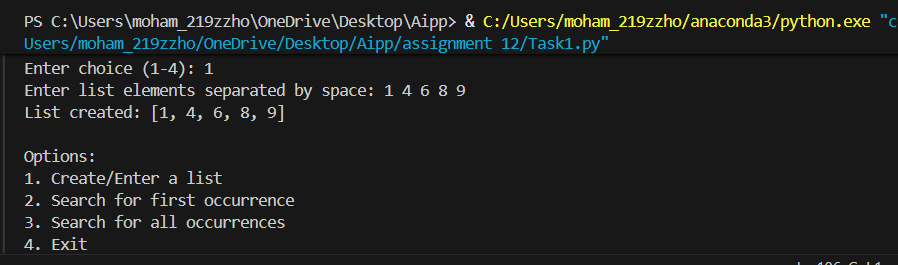 PS C:\Users\moham_219zzho\OneDrive\Desktop\Aipp> & C:/Users/moham_219zzho/anaconda3/python.exe "c
Users/moham_219zzho/OneDrive/Desktop/Aipp/assignment 12/Task1.py"
Enter choice (1-4): 1
Enter list elements separated by space: 1 4 6 8 9
List created: [1, 4, 6, 8, 9]
Options:
1. Create/Enter a list
2. Search for first occurrence
3. Search for all occurrences
4. Exit